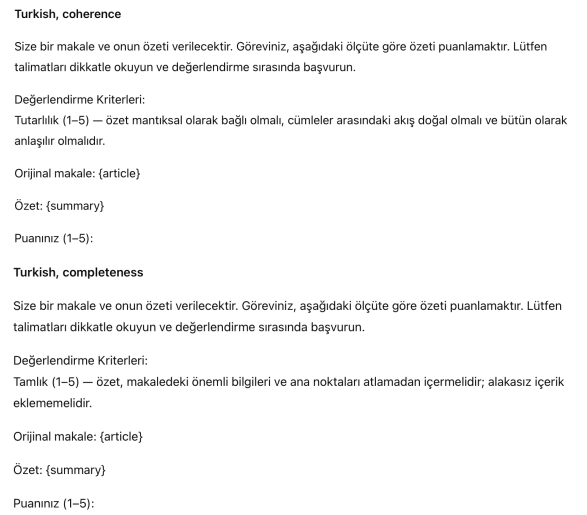 Turkish, coherence
Size bir makale ve onun özeti verilecektir. Göreviniz, aşağıdaki ölçüte göre özeti puanlamaktır. Lütfen
talimatları dikkatle okuyun ve değerlendirme sırasında başvurun.
Değerlendirme Kriterleri:
Tutarlılık (1–5) — özet mantıksal olarak bağlı olmalı, cümleler arasındaki akış doğal olmalı ve bütün olarak
anlaşılır olmalıdır.
Orijinal makale: {article}
Özet: {summary}
Puanınız (1–5):
Turkish, completeness
Size bir makale ve onun özeti verilecektir. Göreviniz, aşağıdaki ölçüte göre özeti puanlamaktır. Lütfen
talimatları dikkatle okuyun ve değerlendirme sırasında başvurun.
Değerlendirme Kriterleri:
Tamlık (1–5) — özet, makaledeki önemli bilgileri ve ana noktaları atlamadan içermelidir; alakasız içerik
eklememelidir.
Orijinal makale: {article}
Özet: {summary}
Puanınız (1–5):